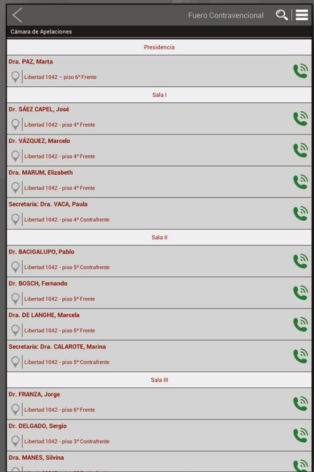 Fuero Contravencional
Cámara de Apelaciones
Presidencia
Dra. PAZ, Marta
Libertad 1042 - piso 6º Frente
Sala I
Dr. SÁEZ CAPEL, José
Libertad 1042 - piso 4º Frente
Dr. VÁZQUEZ, Marcelo
Libertad 1042 - piso 4º Frente
Dra. MARUM, Elizabeth
Libertad 1042 - piso 4º Frente
Secretaria: Dra. VACA, Paula
Libertad 1042 - piso 4º Contrafrente
Sala II
Dr. BACIGALUPO, Pablo
Libertad 1042 - piso 5º Contrafrente
Dr. BOSCH, Fernando
Libertad 1042 - piso 5º Frente
Dra. DE LANGHE, Marcela
Libertad 1042 - piso 5º Frente
Secretaria: Dra. CALAROTE, Marina
Libertad 1042 - piso 5º Contrafrente
Sala III
Dr. FRANZA, Jorge
Libertad 1042 - piso 6º Frente
Dr. DELGADO, Sergio
Libertad 1042 - piso 3º Contrafrente
Dra. MANES, Silvina